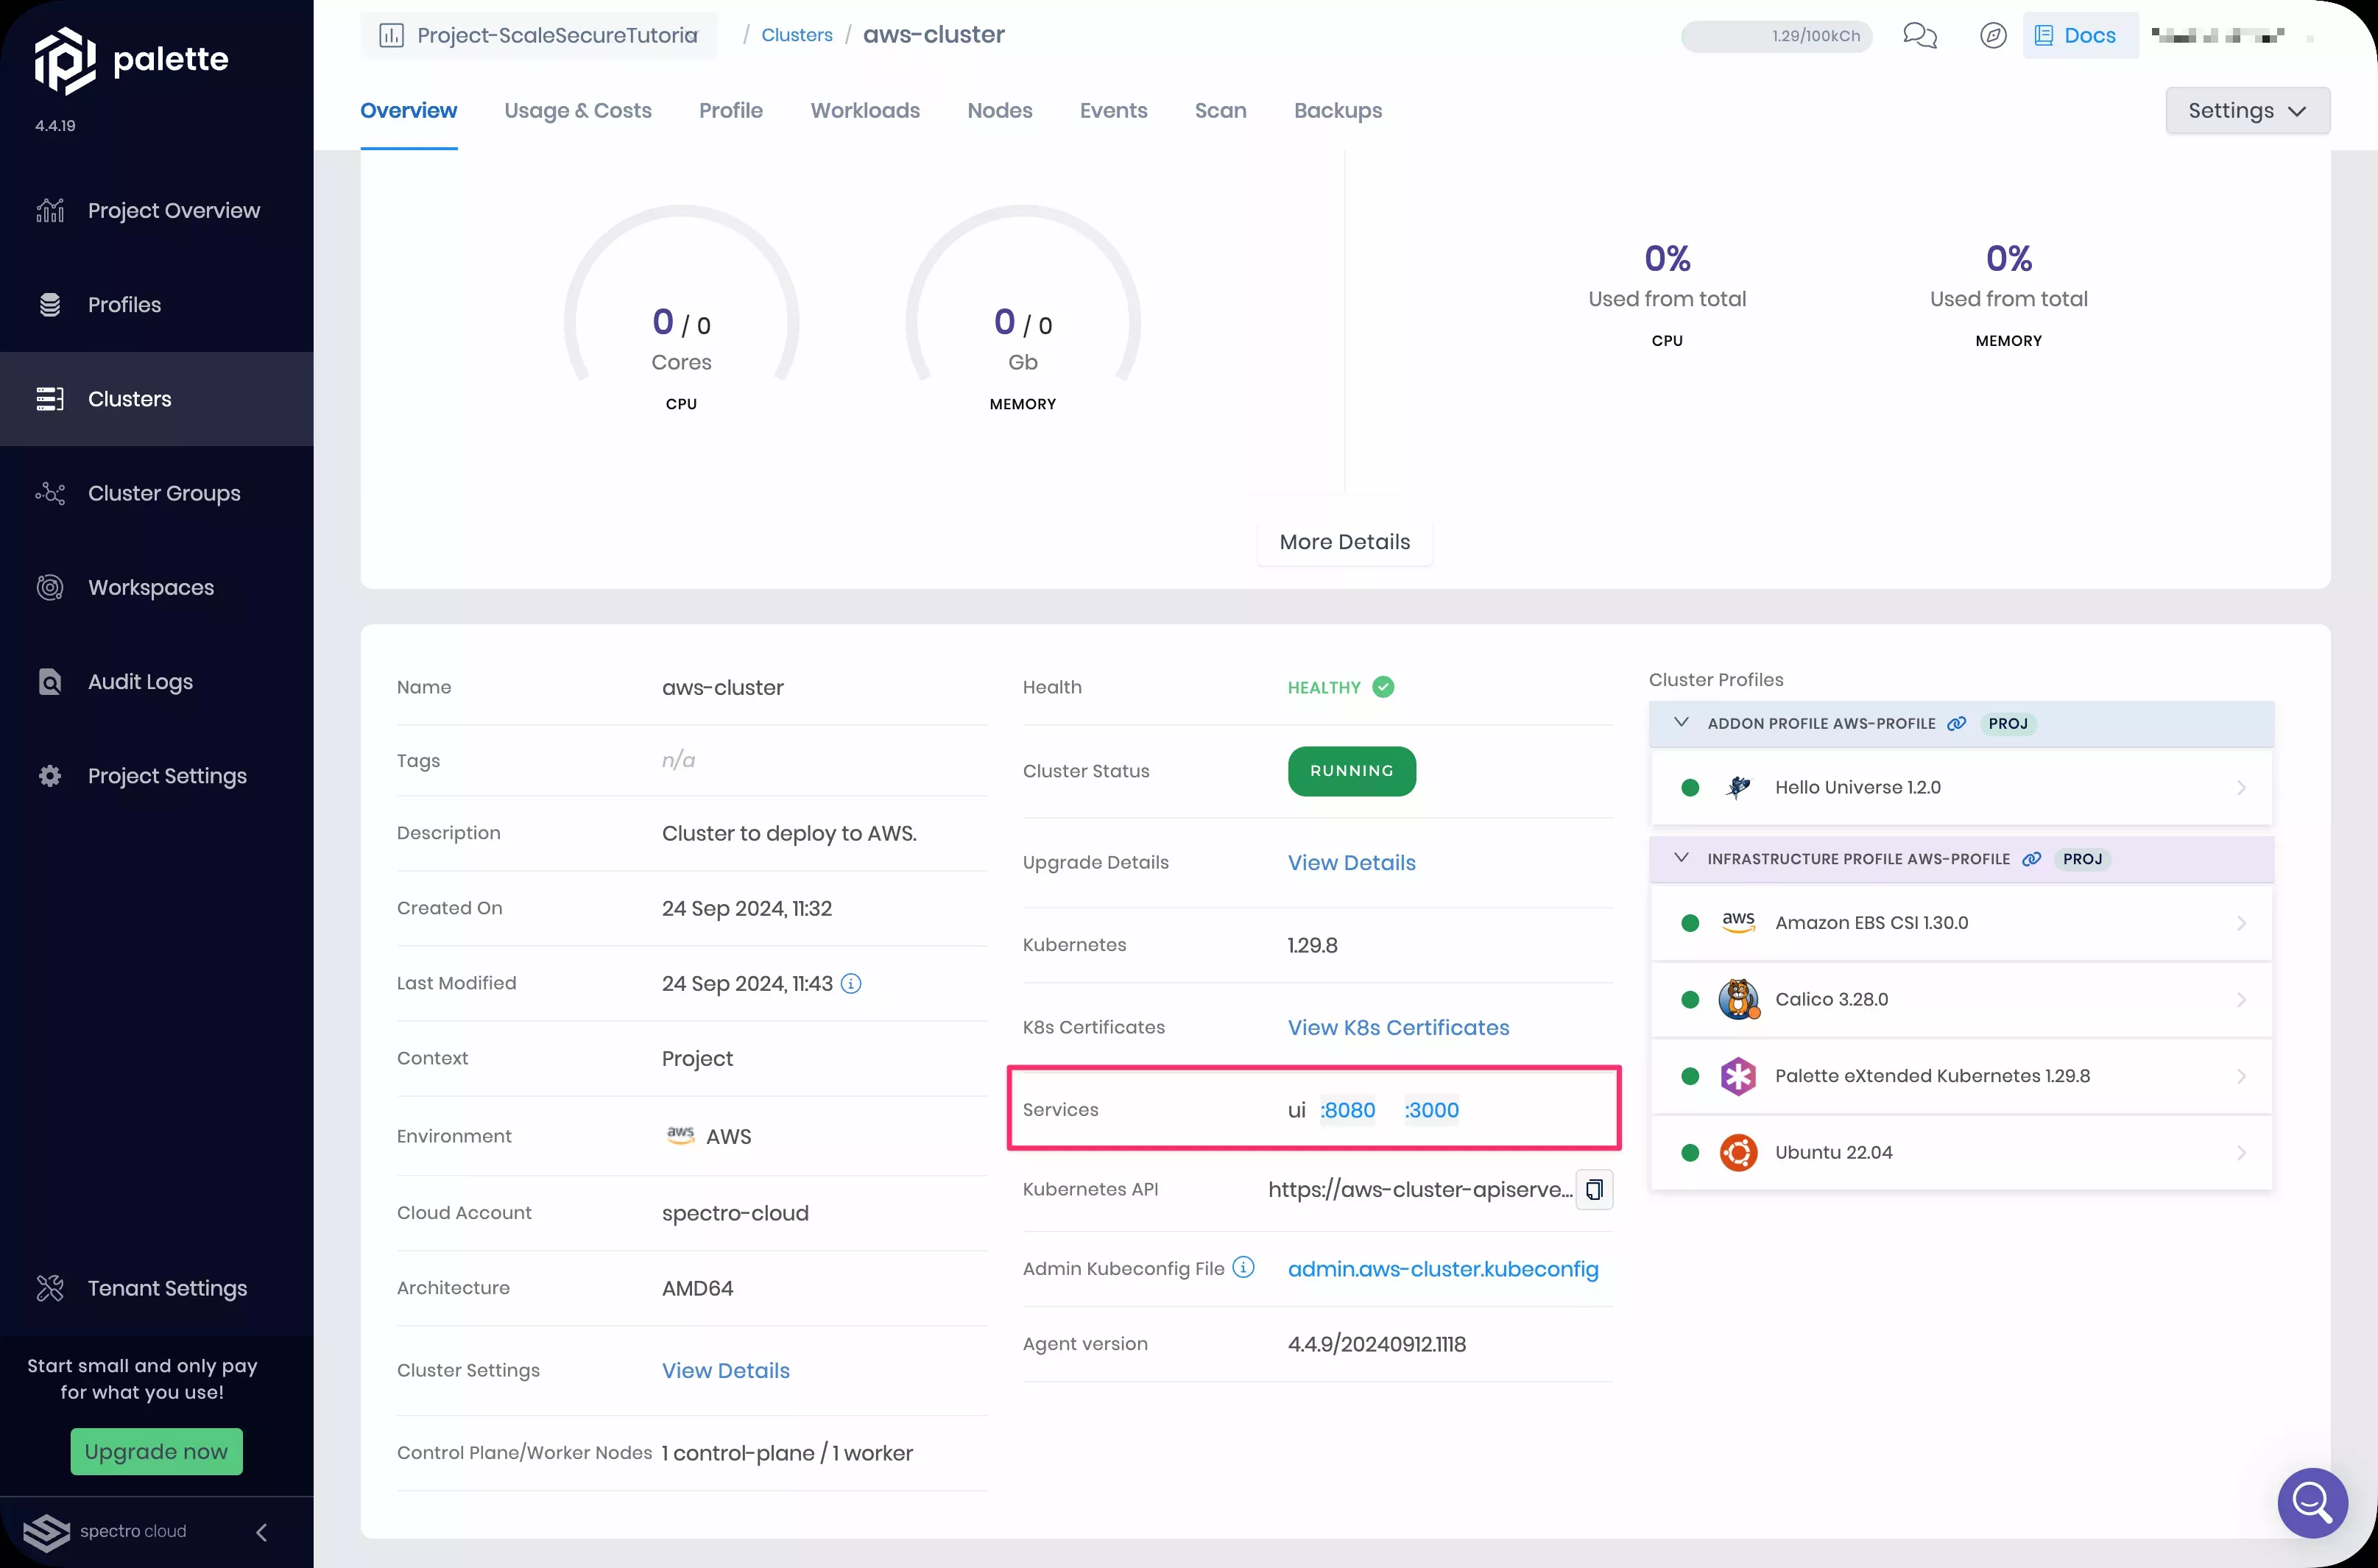 palette
4.4.19
Project Overview
Profiles
Clusters
Cluster Groups
Workspaces
Audit Logs
Project Settings
Tenant Settings
Start small and only pay
for what you use!
Upgrade now
spectro cloud
Project-ScaleSecureTutoria
/ Clusters / aws-cluster
1.29/100kCh
Docs
Overview Usage & Costs Profile Workloads Nodes Events Scan Backups
Settings
0 / 0
Cores
CPU
0 / 0
Gb
MEMORY
0%
Used from total
CPU
0%
Used from total
MEMORY
More Details
Name aws-cluster
Tags n/a
Description Cluster to deploy to AWS.
Created On 24 Sep 2024, 11:32
Last Modified 24 Sep 2024, 11:43
Context Project
Environment aws AWS
Cloud Account spectro-cloud
Architecture AMD64
Cluster Settings View Details
Control Plane/Worker Nodes 1 control-plane / 1 worker
Health HEALTHY
Cluster Status RUNNING
Upgrade Details View Details
Kubernetes 1.29.8
K8s Certificates View K8s Certificates
Services ui :8080 :3000
Kubernetes API https://aws-cluster-apiserve...
Admin Kubeconfig File admin.aws-cluster.kubeconfig
Agent version 4.4.9/20240912.1118
Cluster Profiles
ADDON PROFILE AWS-PROFILE PROJ
Hello Universe 1.2.0
INFRASTRUCTURE PROFILE AWS-PROFILE PROJ
aws Amazon EBS CSI 1.30.0
Calico 3.28.0
Palette eXtended Kubernetes 1.29.8
Ubuntu 22.04